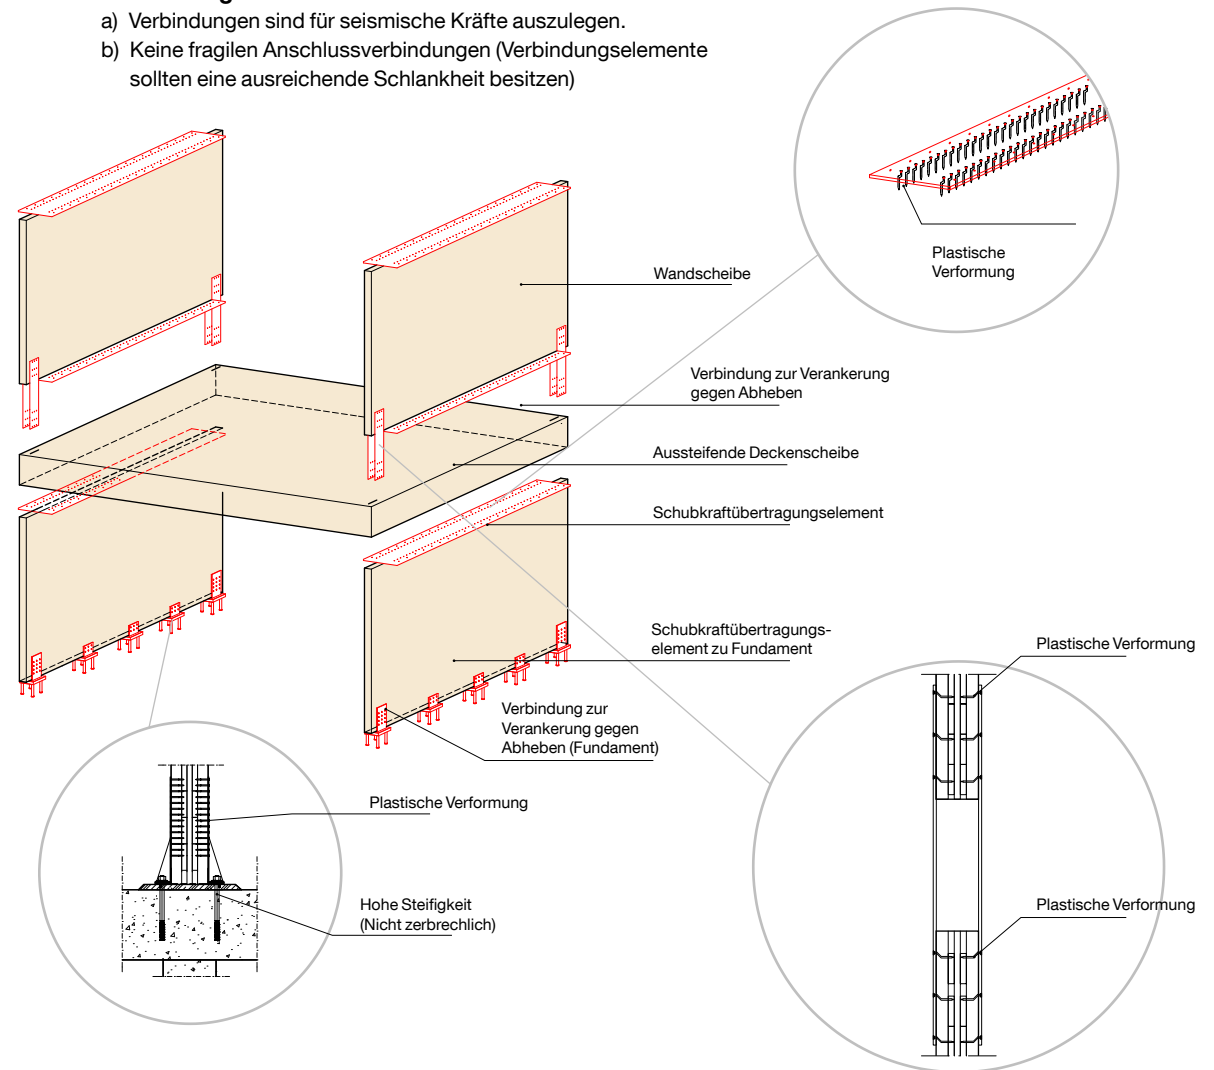 a) Verbindungen sind für seismische Kräfte auszulegen.
b) Keine fragilen Anschlussverbindungen (Verbindungselemente
sollten eine ausreichende Schlankheit besitzen)
Plastische
Verformung
Wandscheibe
Verbindung zur Verankerung
gegen Abheben
Aussteifende Deckenscheibe
Schubkraftübertragungselement
Schubkraftübertragungs-
element zu Fundament
Plastische Verformung
Verbindung zur
Verankerung gegen
Abheben (Fundament)
Plastische Verformung
Hohe Steifigkeit
(Nicht zerbrechlich)
Plastische Verformung